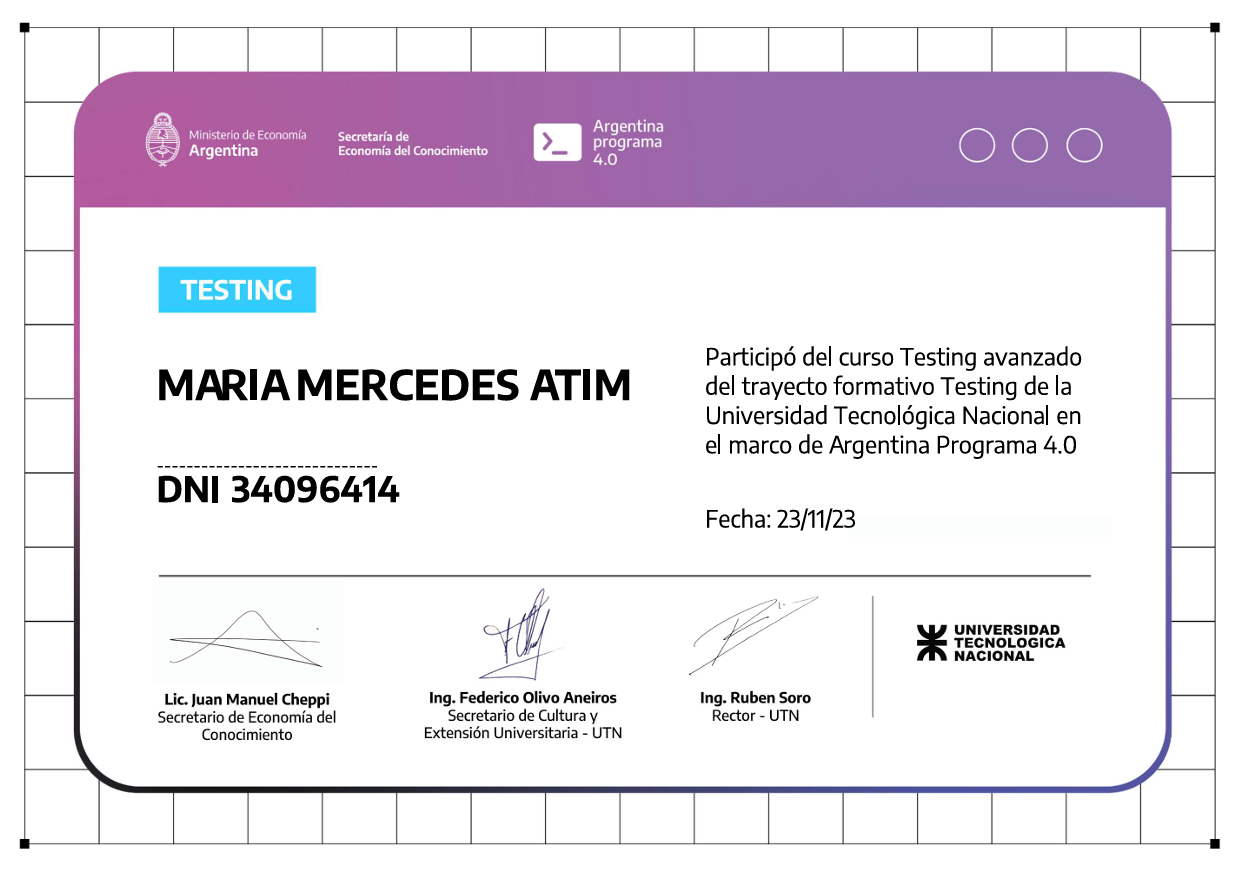 Ministerio de Economía
Argentina
Secretaría de
Economía del Conocimiento
Argentina
programa
4.0
TESTING
MARIA MERCEDES ATIM
DNI 34096414
Participó del curso Testing avanzado
del trayecto formativo Testing de la
Universidad Tecnológica Nacional en
el marco de Argentina Programa 4.0
Fecha: 23/11/23
Lic. Juan Manuel Cheppi
Secretario de Economía del
Conocimiento
Ing. Federico Olivo Aneiros
Secretario de Cultura y
Extensión Universitaria - UTN
Ing. Ruben Soro
Rector - UTN
UNIVERSIDAD
TECNOLOGICA
NACIONAL